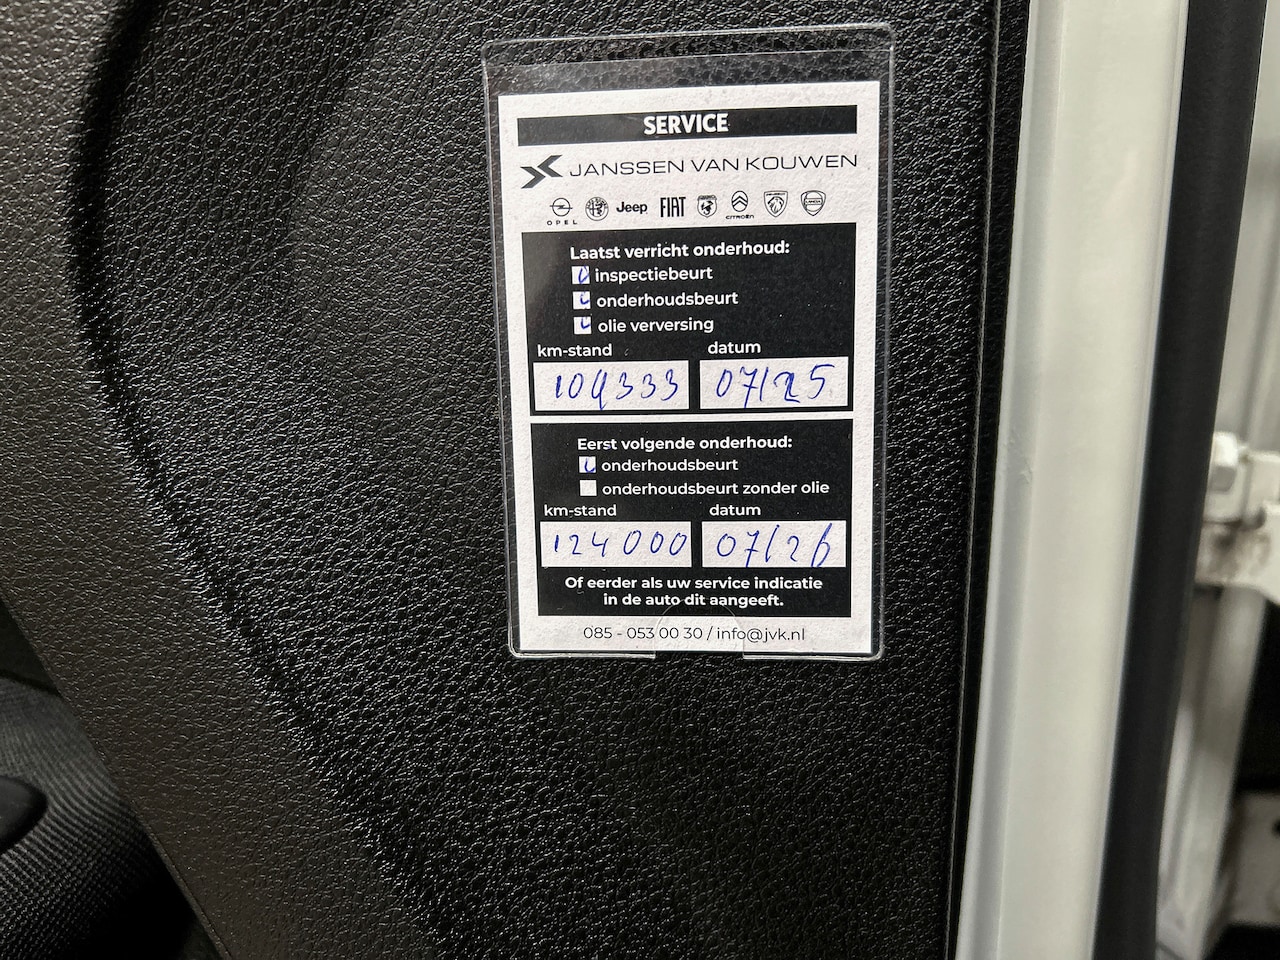 SERVICE
JANSSEN VAN KOUWEN
OPEL Jeep FIAT CITROËN
Laatst verricht onderhoud:
inspectiebeurt
onderhoudsbeurt
olie verversing
km-stand datum
104333 07/25
Eerst volgende onderhoud:
onderhoudsbeurt
onderhoudsbeurt zonder olie
km-stand datum
124000 07/26
Of eerder als uw service indicatie
in de auto dit aangeeft.
085 - 053 00 30 / info@jvk.nl